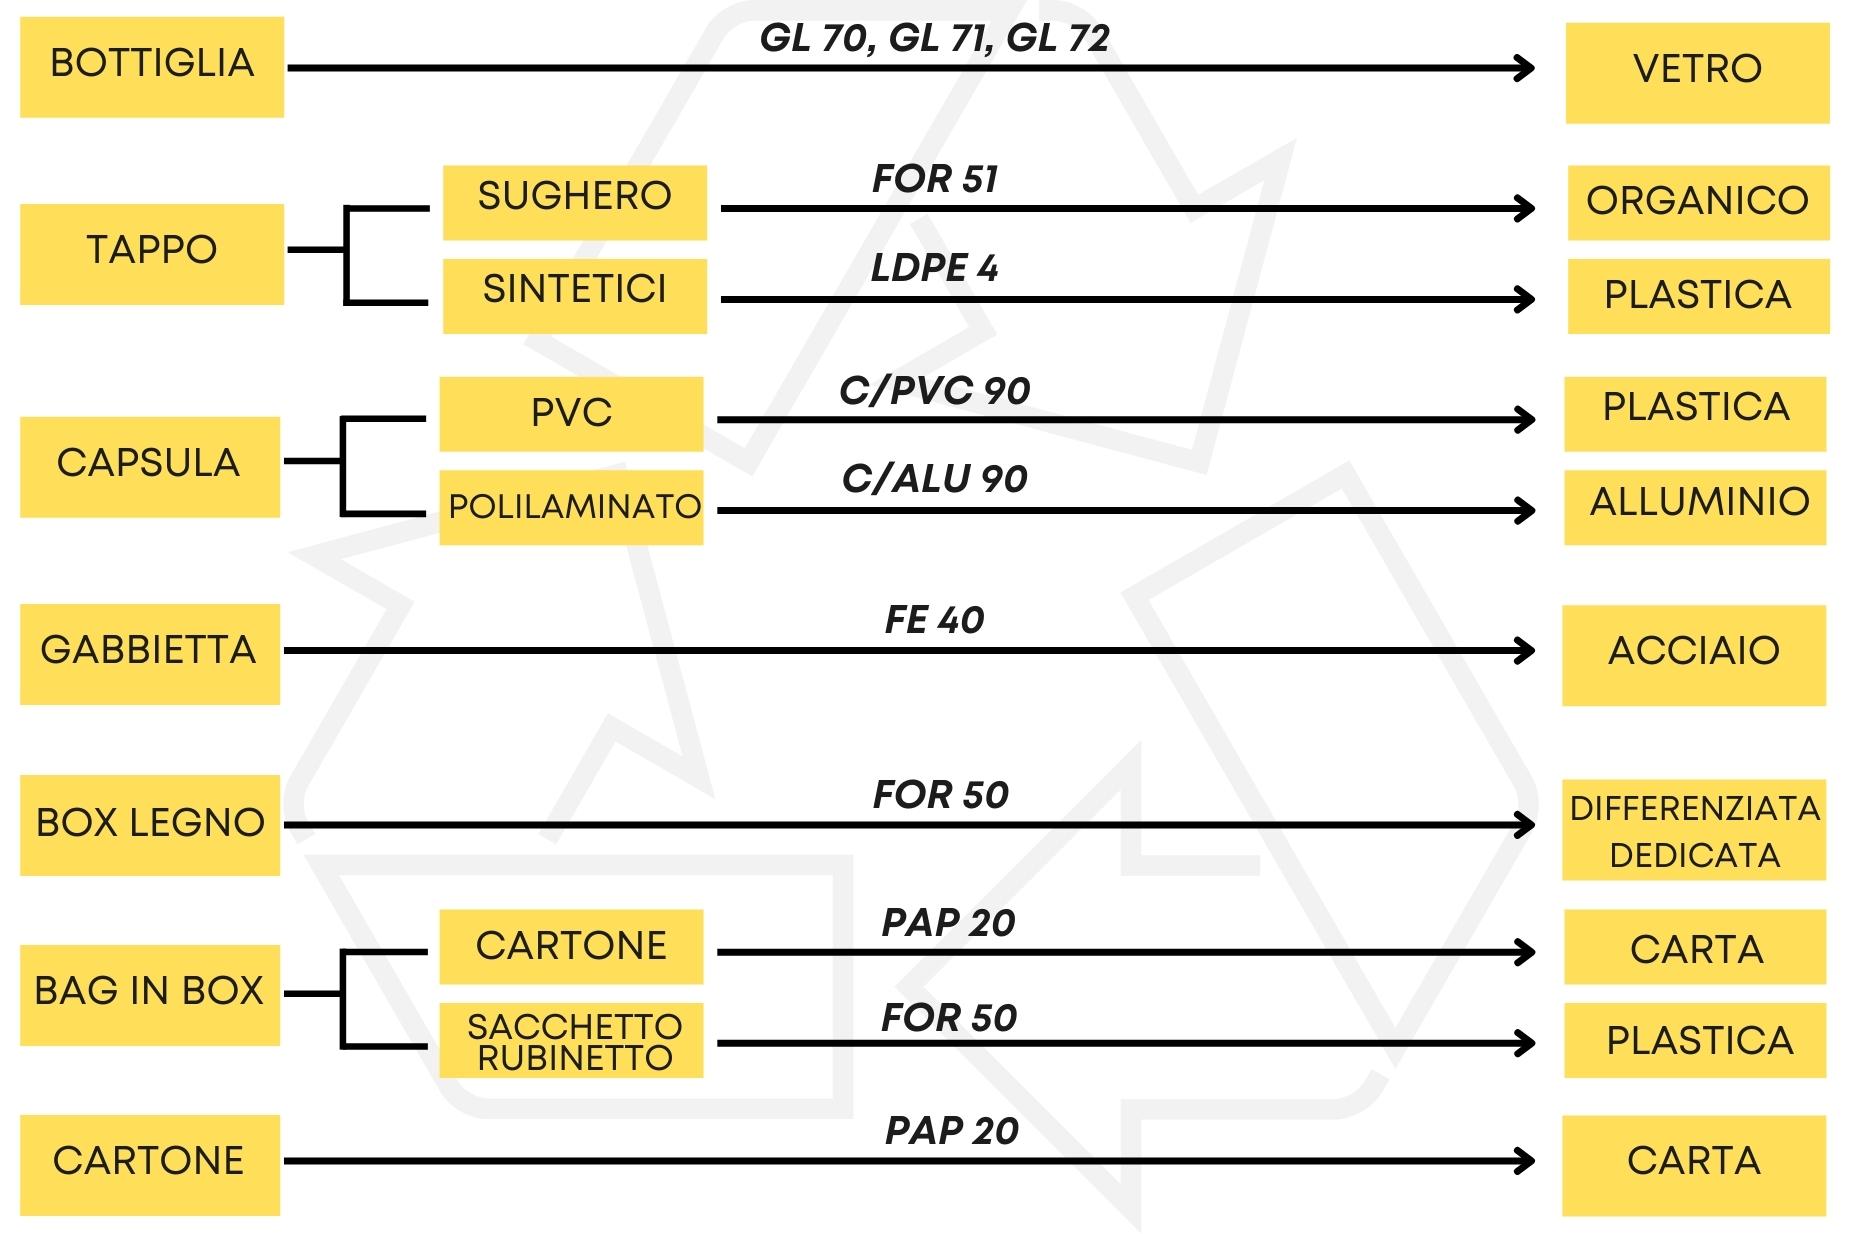 BOTTIGLIA
GL 70, GL 71, GL 72
VETRO
TAPPO
SUGHERO
FOR 51
ORGANICO
SINTETICI
LDPE 4
PLASTICA
CAPSULA
PVC
C/PVC 90
PLASTICA
POLILAMINATO
C/ALU 90
ALLUMINIO
GABBIETTA
FE 40
ACCIAIO
BOX LEGNO
FOR 50
DIFFERENZIATA
DEDICATA
BAG IN BOX
CARTONE
PAP 20
CARTA
SACCHETTO
RUBINETTO
FOR 50
PLASTICA
CARTONE
PAP 20
CARTA